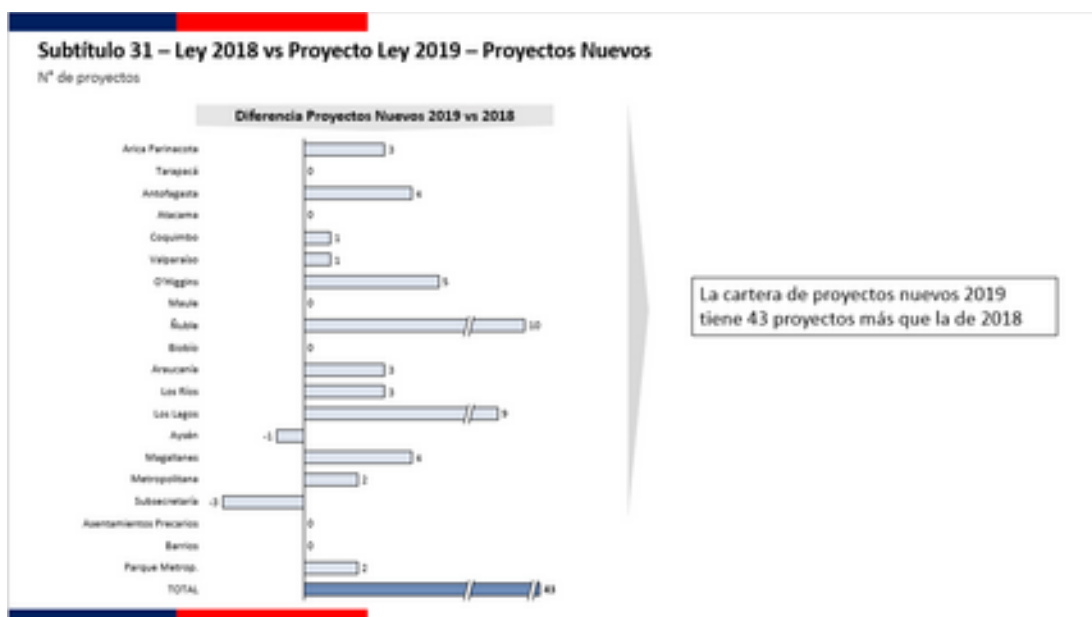 Subtítulo 31 – Ley 2018 vs Proyecto Ley 2019 – Proyectos Nuevos
N° de proyectos
Diferencia Proyectos Nuevos 2019 vs 2018
Arica Parinacota 3
Tarapacá 0
Antofagasta 4
Atacama 0
Coquimbo 1
Valparaíso 1
O'Higgins 5
Maule 0
Ñuble 10
Biobío 0
Araucanía 3
Los Ríos 3
Los Lagos 9
Aysén -1
Magallanes 4
Metropolitana 2
Subsecretaría -3
Asentamientos Precarios 0
Barrios 0
Parque Metrop. 2
TOTAL 43
La cartera de proyectos nuevos 2019
tiene 43 proyectos más que la de 2018